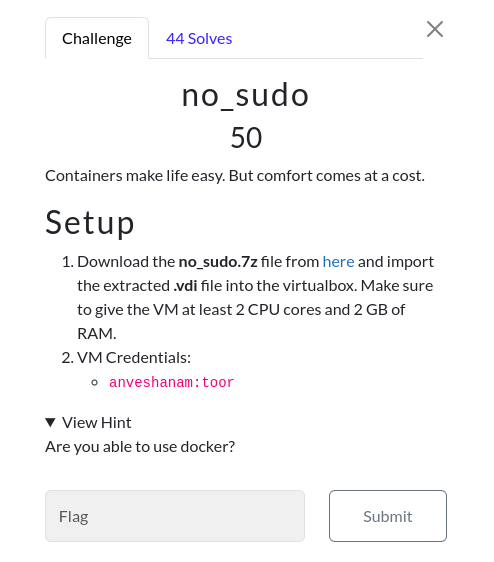 Challenge
44 Solves
no_sudo
50
Containers make life easy. But comfort comes at a cost.
Setup
1. Download the no_sudo.7z file from here and import
the extracted .vdi file into the virtualbox. Make sure
to give the VM at least 2 CPU cores and 2 GB of
RAM.
2. VM Credentials:
anveshanam:toor
View Hint
Are you able to use docker?
Flag
Submit